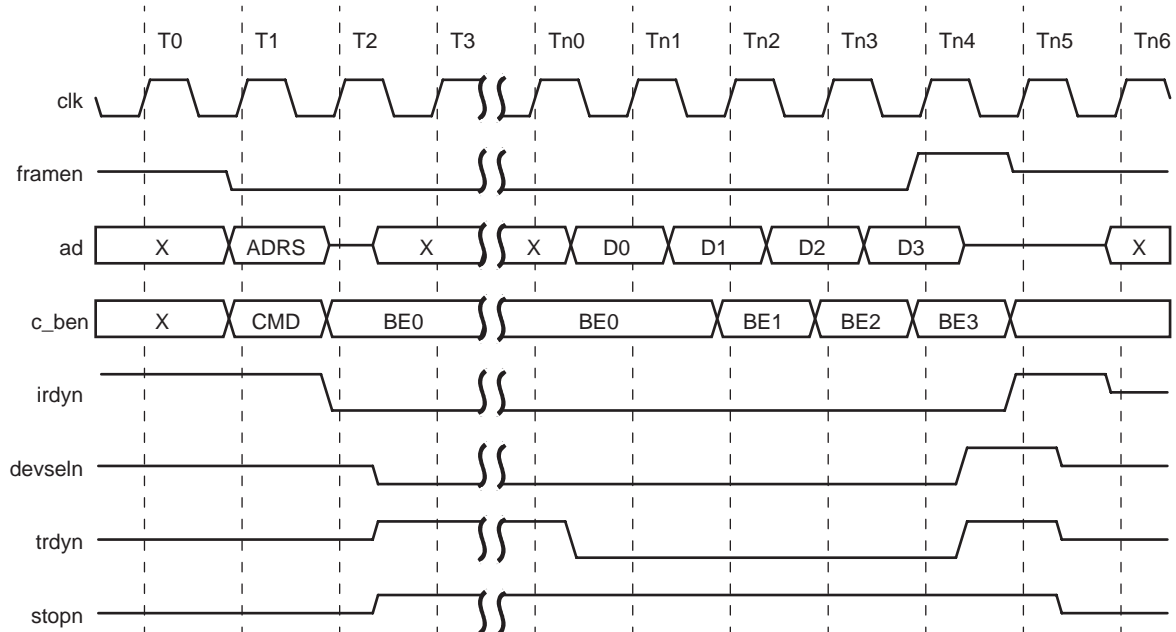 T0 T1 T2 T3 Tn0 Tn1 Tn2 Tn3 Tn4 Tn5 Tn6
clk
framen
ad X ADRS X X D0 D1 D2 D3 X
c_ben X CMD BE0 BE0 BE1 BE2 BE3
irdyn
devseln
trdyn
stopn